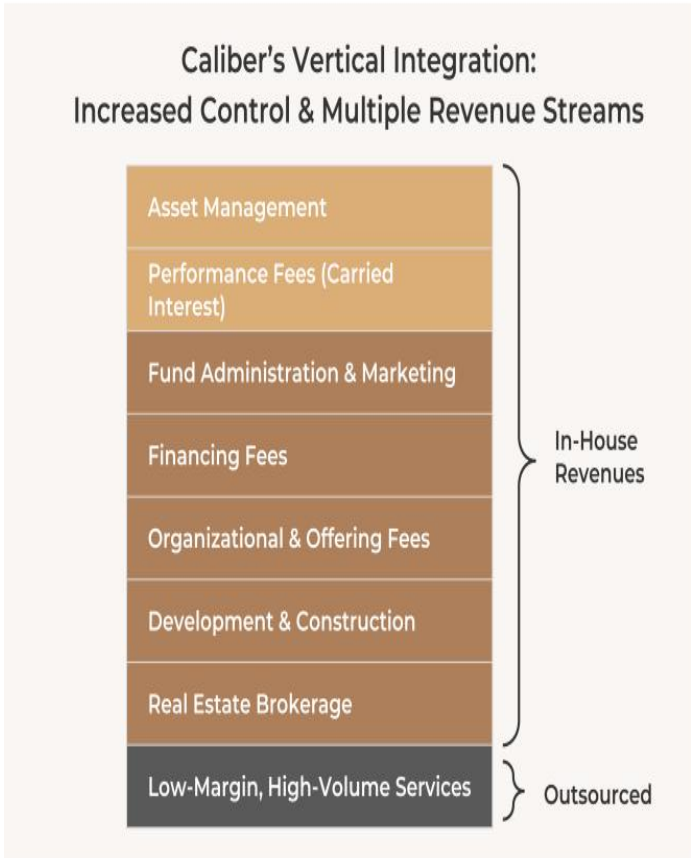 Caliber’s Vertical Integration:
Increased Control & Multiple Revenue Streams
Asset Management
Performance Fees (Carried
Interest)
Fund Administration & Marketing
Financing Fees
Organizational & Offering Fees
Development & Construction
Real Estate Brokerage
In-House
Revenues
Low-Margin, High-Volume Services
Outsourced